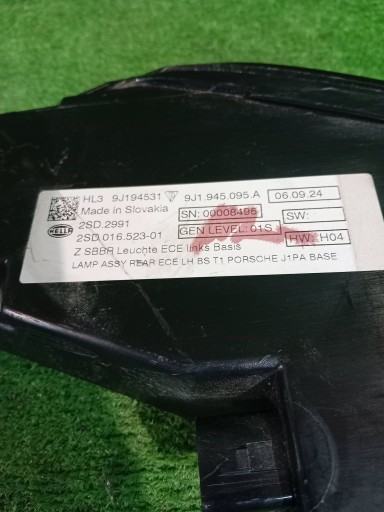 HL3 9J194531 9J1.945.095.A 06.09.24
Made in Slovakia SN: 00008495 SW:
HELLA 2SD.2991 GEN LEVEL: 01S HW: H04
2SD.016.523-01
Z SBBR Leuchte ECE links Basis
LAMP ASSY REAR ECE LH BS T1 PORSCHE J1PA BASE